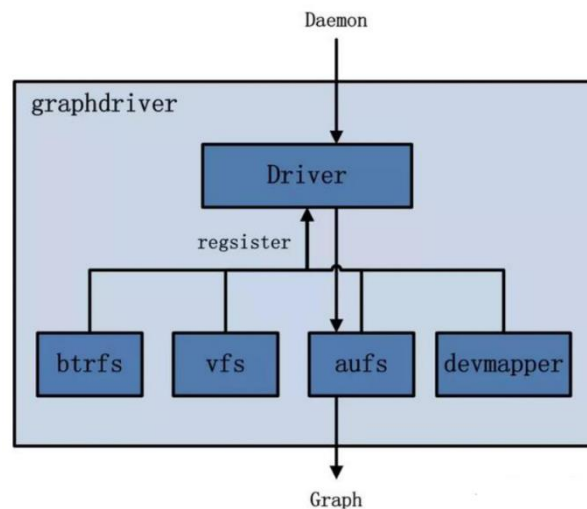 Daemon
graphdriver
Driver
regsister
btrfs
vfs
aufs
devmapper
Graph